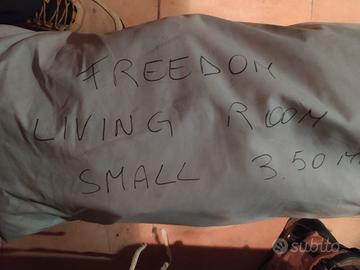 FREEDOM
LIVING ROOM
SMALL 3.50 M
subito